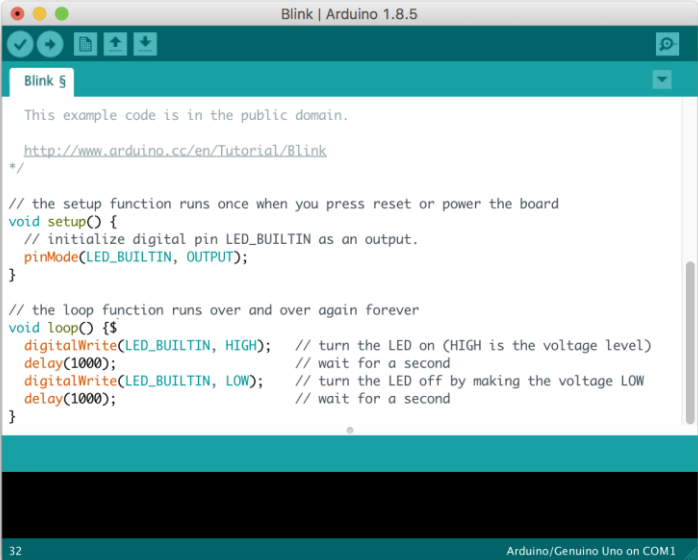 Blink | Arduino 1.8.5
Blink §
This example code is in the public domain.
http://www.arduino.cc/en/Tutorial/Blink
*/
// the setup function runs once when you press reset or power the board
void setup() {
// initialize digital pin LED_BUILTIN as an output.
pinMode(LED_BUILTIN, OUTPUT);
}
// the loop function runs over and over again forever
void loop() {$
digitalWrite(LED_BUILTIN, HIGH);   // turn the LED on (HIGH is the voltage level)
delay(1000);                       // wait for a second
digitalWrite(LED_BUILTIN, LOW);    // turn the LED off by making the voltage LOW
delay(1000);                       // wait for a second
}
32
Arduino/Genuino Uno on COM1